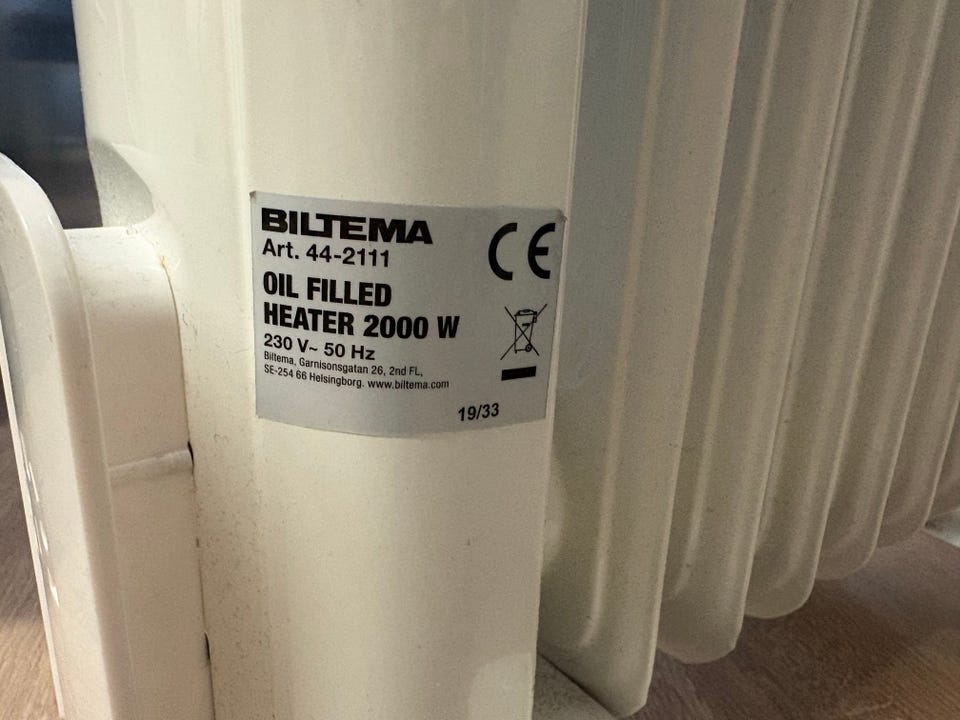 BILTEMA
Art. 44-2111
CE
OIL FILLED
HEATER 2000 W
230 V~ 50 Hz
Biltema, Garnisonsgatan 26, 2nd FL,
SE-254 66 Helsingborg. www.biltema.com
19/33